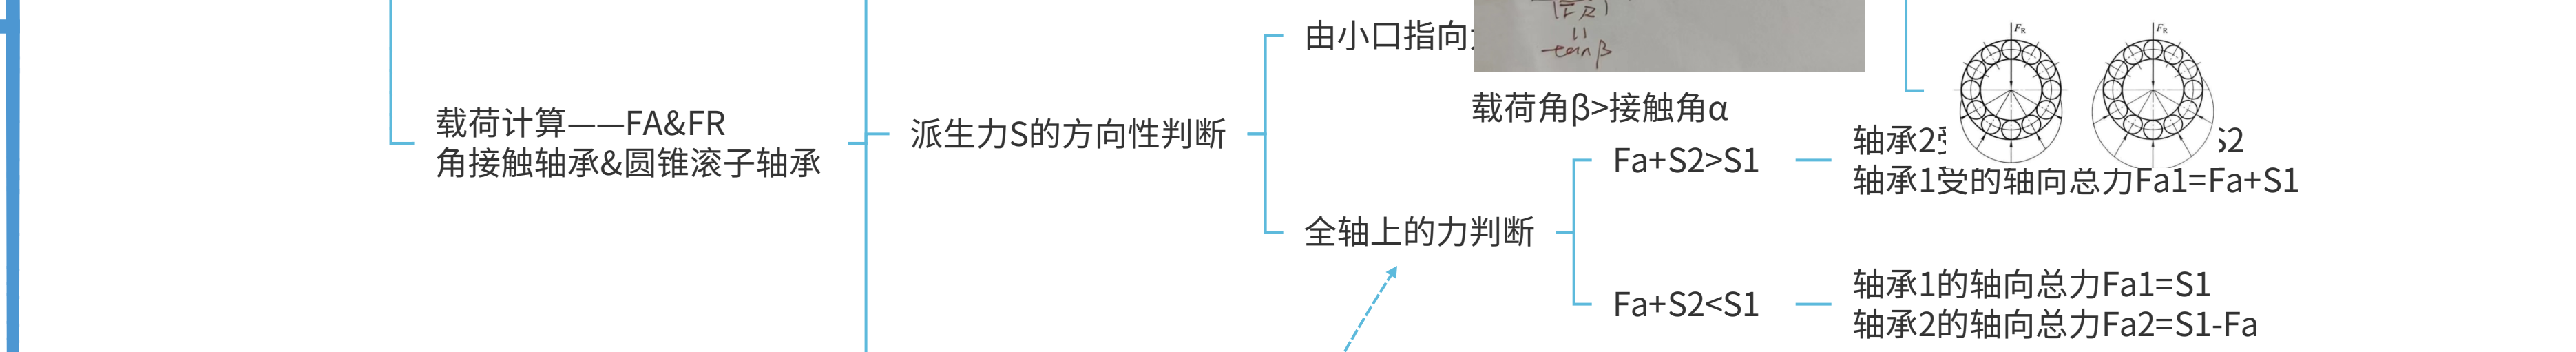 由小口指向
tanβ
FR
FR
载荷角β>接触角α
载荷计算——FA&FR
角接触轴承&圆锥滚子轴承
派生力S的方向性判断
Fa+S2>S1
轴承2 S2
轴承1受的轴向总力Fa1=Fa+S1
全轴上的力判断
Fa+S2<S1
轴承1的轴向总力Fa1=S1
轴承2的轴向总力Fa2=S1-Fa